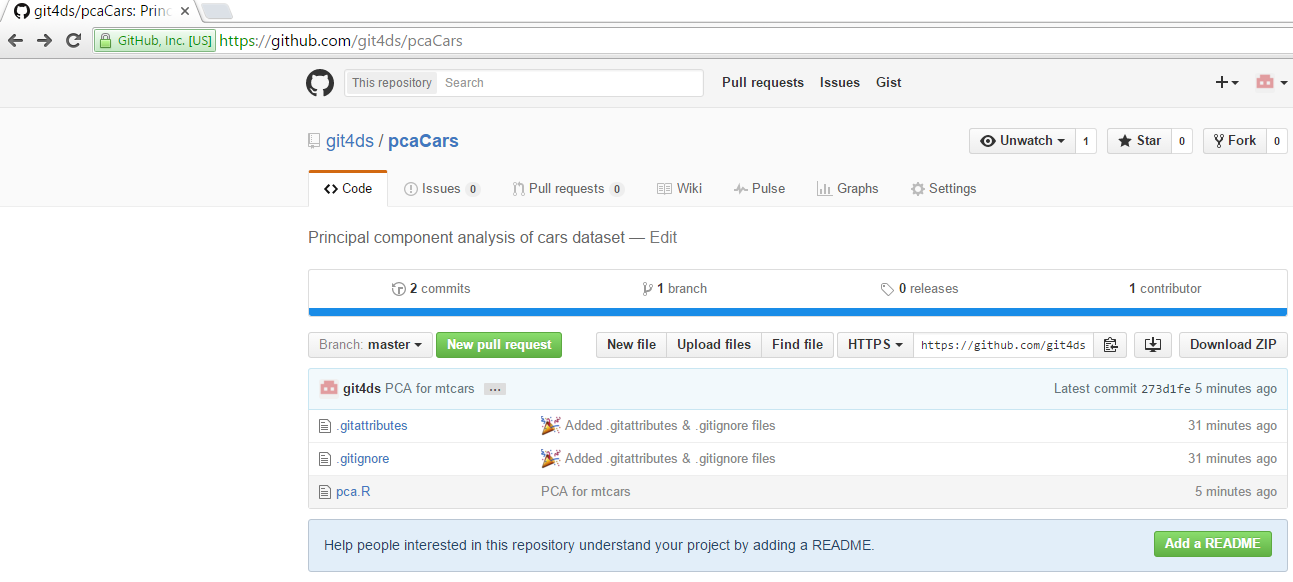 git4ds/pcaCars: Princ
GitHub, Inc. [US] https://github.com/git4ds/pcaCars
This repository Search Pull requests Issues Gist
git4ds / pcaCars Unwatch 1 Star 0 Fork 0
Code Issues 0 Pull requests 0 Wiki Pulse Graphs Settings
Principal component analysis of cars dataset — Edit
2 commits 1 branch 0 releases 1 contributor
Branch: master New pull request New file Upload files Find file HTTPS https://github.com/git4ds Download ZIP
git4ds PCA for mtcars … Latest commit 273d1fe 5 minutes ago
.gitattributes Added .gitattributes & .gitignore files 31 minutes ago
.gitignore Added .gitattributes & .gitignore files 31 minutes ago
pca.R PCA for mtcars 5 minutes ago
Help people interested in this repository understand your project by adding a README. Add a README